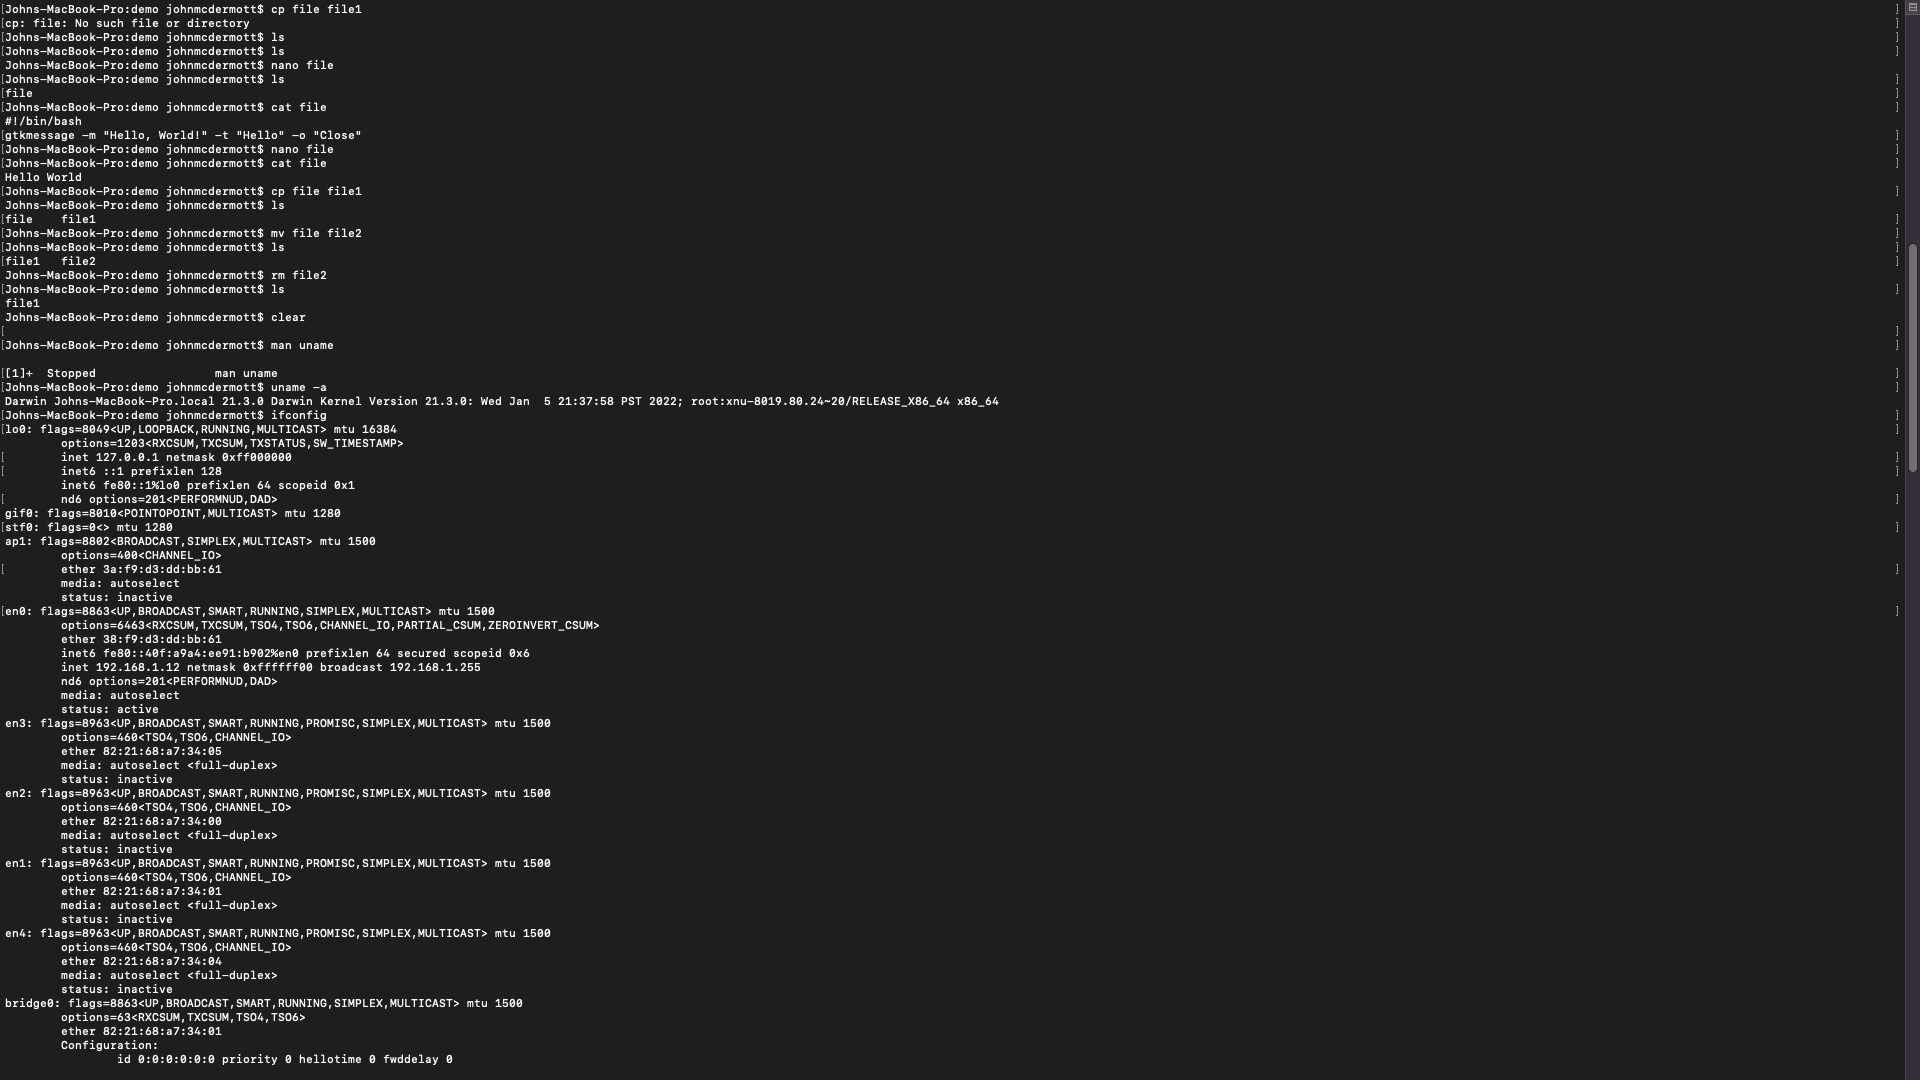 [Johns-MacBook-Pro:demo johnmcdermott$ cp file file1 ]
[cp: file: No such file or directory ]
[Johns-MacBook-Pro:demo johnmcdermott$ ls ]
[Johns-MacBook-Pro:demo johnmcdermott$ ls ]
Johns-MacBook-Pro:demo johnmcdermott$ nano file
[Johns-MacBook-Pro:demo johnmcdermott$ ls ]
[file ]
[Johns-MacBook-Pro:demo johnmcdermott$ cat file ]
#!/bin/bash
[gtkmessage -m "Hello, World!" -t "Hello" -o "Close" ]
[Johns-MacBook-Pro:demo johnmcdermott$ nano file ]
[Johns-MacBook-Pro:demo johnmcdermott$ cat file ]
Hello World
[Johns-MacBook-Pro:demo johnmcdermott$ cp file file1 ]
Johns-MacBook-Pro:demo johnmcdermott$ ls
[file    file1 ]
[Johns-MacBook-Pro:demo johnmcdermott$ mv file file2 ]
[Johns-MacBook-Pro:demo johnmcdermott$ ls ]
[file1   file2 ]
Johns-MacBook-Pro:demo johnmcdermott$ rm file2
[Johns-MacBook-Pro:demo johnmcdermott$ ls ]
file1
Johns-MacBook-Pro:demo johnmcdermott$ clear
[ ]
[Johns-MacBook-Pro:demo johnmcdermott$ man uname ]
[[1]+  Stopped                 man uname ]
[Johns-MacBook-Pro:demo johnmcdermott$ uname -a ]
Darwin Johns-MacBook-Pro.local 21.3.0 Darwin Kernel Version 21.3.0: Wed Jan  5 21:37:58 PST 2022; root:xnu-8019.80.24~20/RELEASE_X86_64 x86_64
[Johns-MacBook-Pro:demo johnmcdermott$ ifconfig ]
[lo0: flags=8049<UP,LOOPBACK,RUNNING,MULTICAST> mtu 16384 ]
options=1203<RXCSUM,TXCSUM,TXSTATUS,SW_TIMESTAMP>
[ inet 127.0.0.1 netmask 0xff000000 ]
[ inet6 ::1 prefixlen 128 ]
inet6 fe80::1%lo0 prefixlen 64 scopeid 0x1
[ nd6 options=201<PERFORMNUD,DAD> ]
gif0: flags=8010<POINTOPOINT,MULTICAST> mtu 1280
[stf0: flags=0<> mtu 1280 ]
ap1: flags=8802<BROADCAST,SIMPLEX,MULTICAST> mtu 1500
options=400<CHANNEL_IO>
[ ether 3a:f9:d3:dd:bb:61 ]
media: autoselect
status: inactive
[en0: flags=8863<UP,BROADCAST,SMART,RUNNING,SIMPLEX,MULTICAST> mtu 1500 ]
options=6463<RXCSUM,TXCSUM,TSO4,TSO6,CHANNEL_IO,PARTIAL_CSUM,ZEROINVERT_CSUM>
ether 38:f9:d3:dd:bb:61
inet6 fe80::40f:a9a4:ee91:b902%en0 prefixlen 64 secured scopeid 0x6
inet 192.168.1.12 netmask 0xffffff00 broadcast 192.168.1.255
nd6 options=201<PERFORMNUD,DAD>
media: autoselect
status: active
en3: flags=8963<UP,BROADCAST,SMART,RUNNING,PROMISC,SIMPLEX,MULTICAST> mtu 1500
options=460<TSO4,TSO6,CHANNEL_IO>
ether 82:21:68:a7:34:05
media: autoselect <full-duplex>
status: inactive
en2: flags=8963<UP,BROADCAST,SMART,RUNNING,PROMISC,SIMPLEX,MULTICAST> mtu 1500
options=460<TSO4,TSO6,CHANNEL_IO>
ether 82:21:68:a7:34:00
media: autoselect <full-duplex>
status: inactive
en1: flags=8963<UP,BROADCAST,SMART,RUNNING,PROMISC,SIMPLEX,MULTICAST> mtu 1500
options=460<TSO4,TSO6,CHANNEL_IO>
ether 82:21:68:a7:34:01
media: autoselect <full-duplex>
status: inactive
en4: flags=8963<UP,BROADCAST,SMART,RUNNING,PROMISC,SIMPLEX,MULTICAST> mtu 1500
options=460<TSO4,TSO6,CHANNEL_IO>
ether 82:21:68:a7:34:04
media: autoselect <full-duplex>
status: inactive
bridge0: flags=8863<UP,BROADCAST,SMART,RUNNING,SIMPLEX,MULTICAST> mtu 1500
options=63<RXCSUM,TXCSUM,TSO4,TSO6>
ether 82:21:68:a7:34:01
Configuration:
id 0:0:0:0:0:0 priority 0 hellotime 0 fwddelay 0